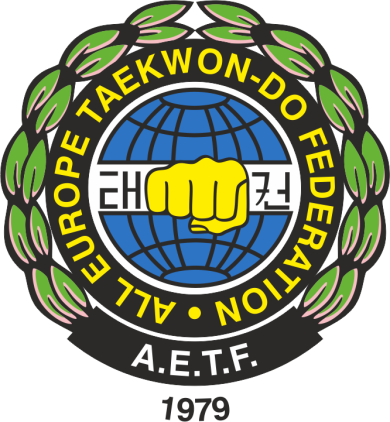 ALL EUROPE TAEKWON-DO FEDERATION •
태 권
A.E.T.F.
1979